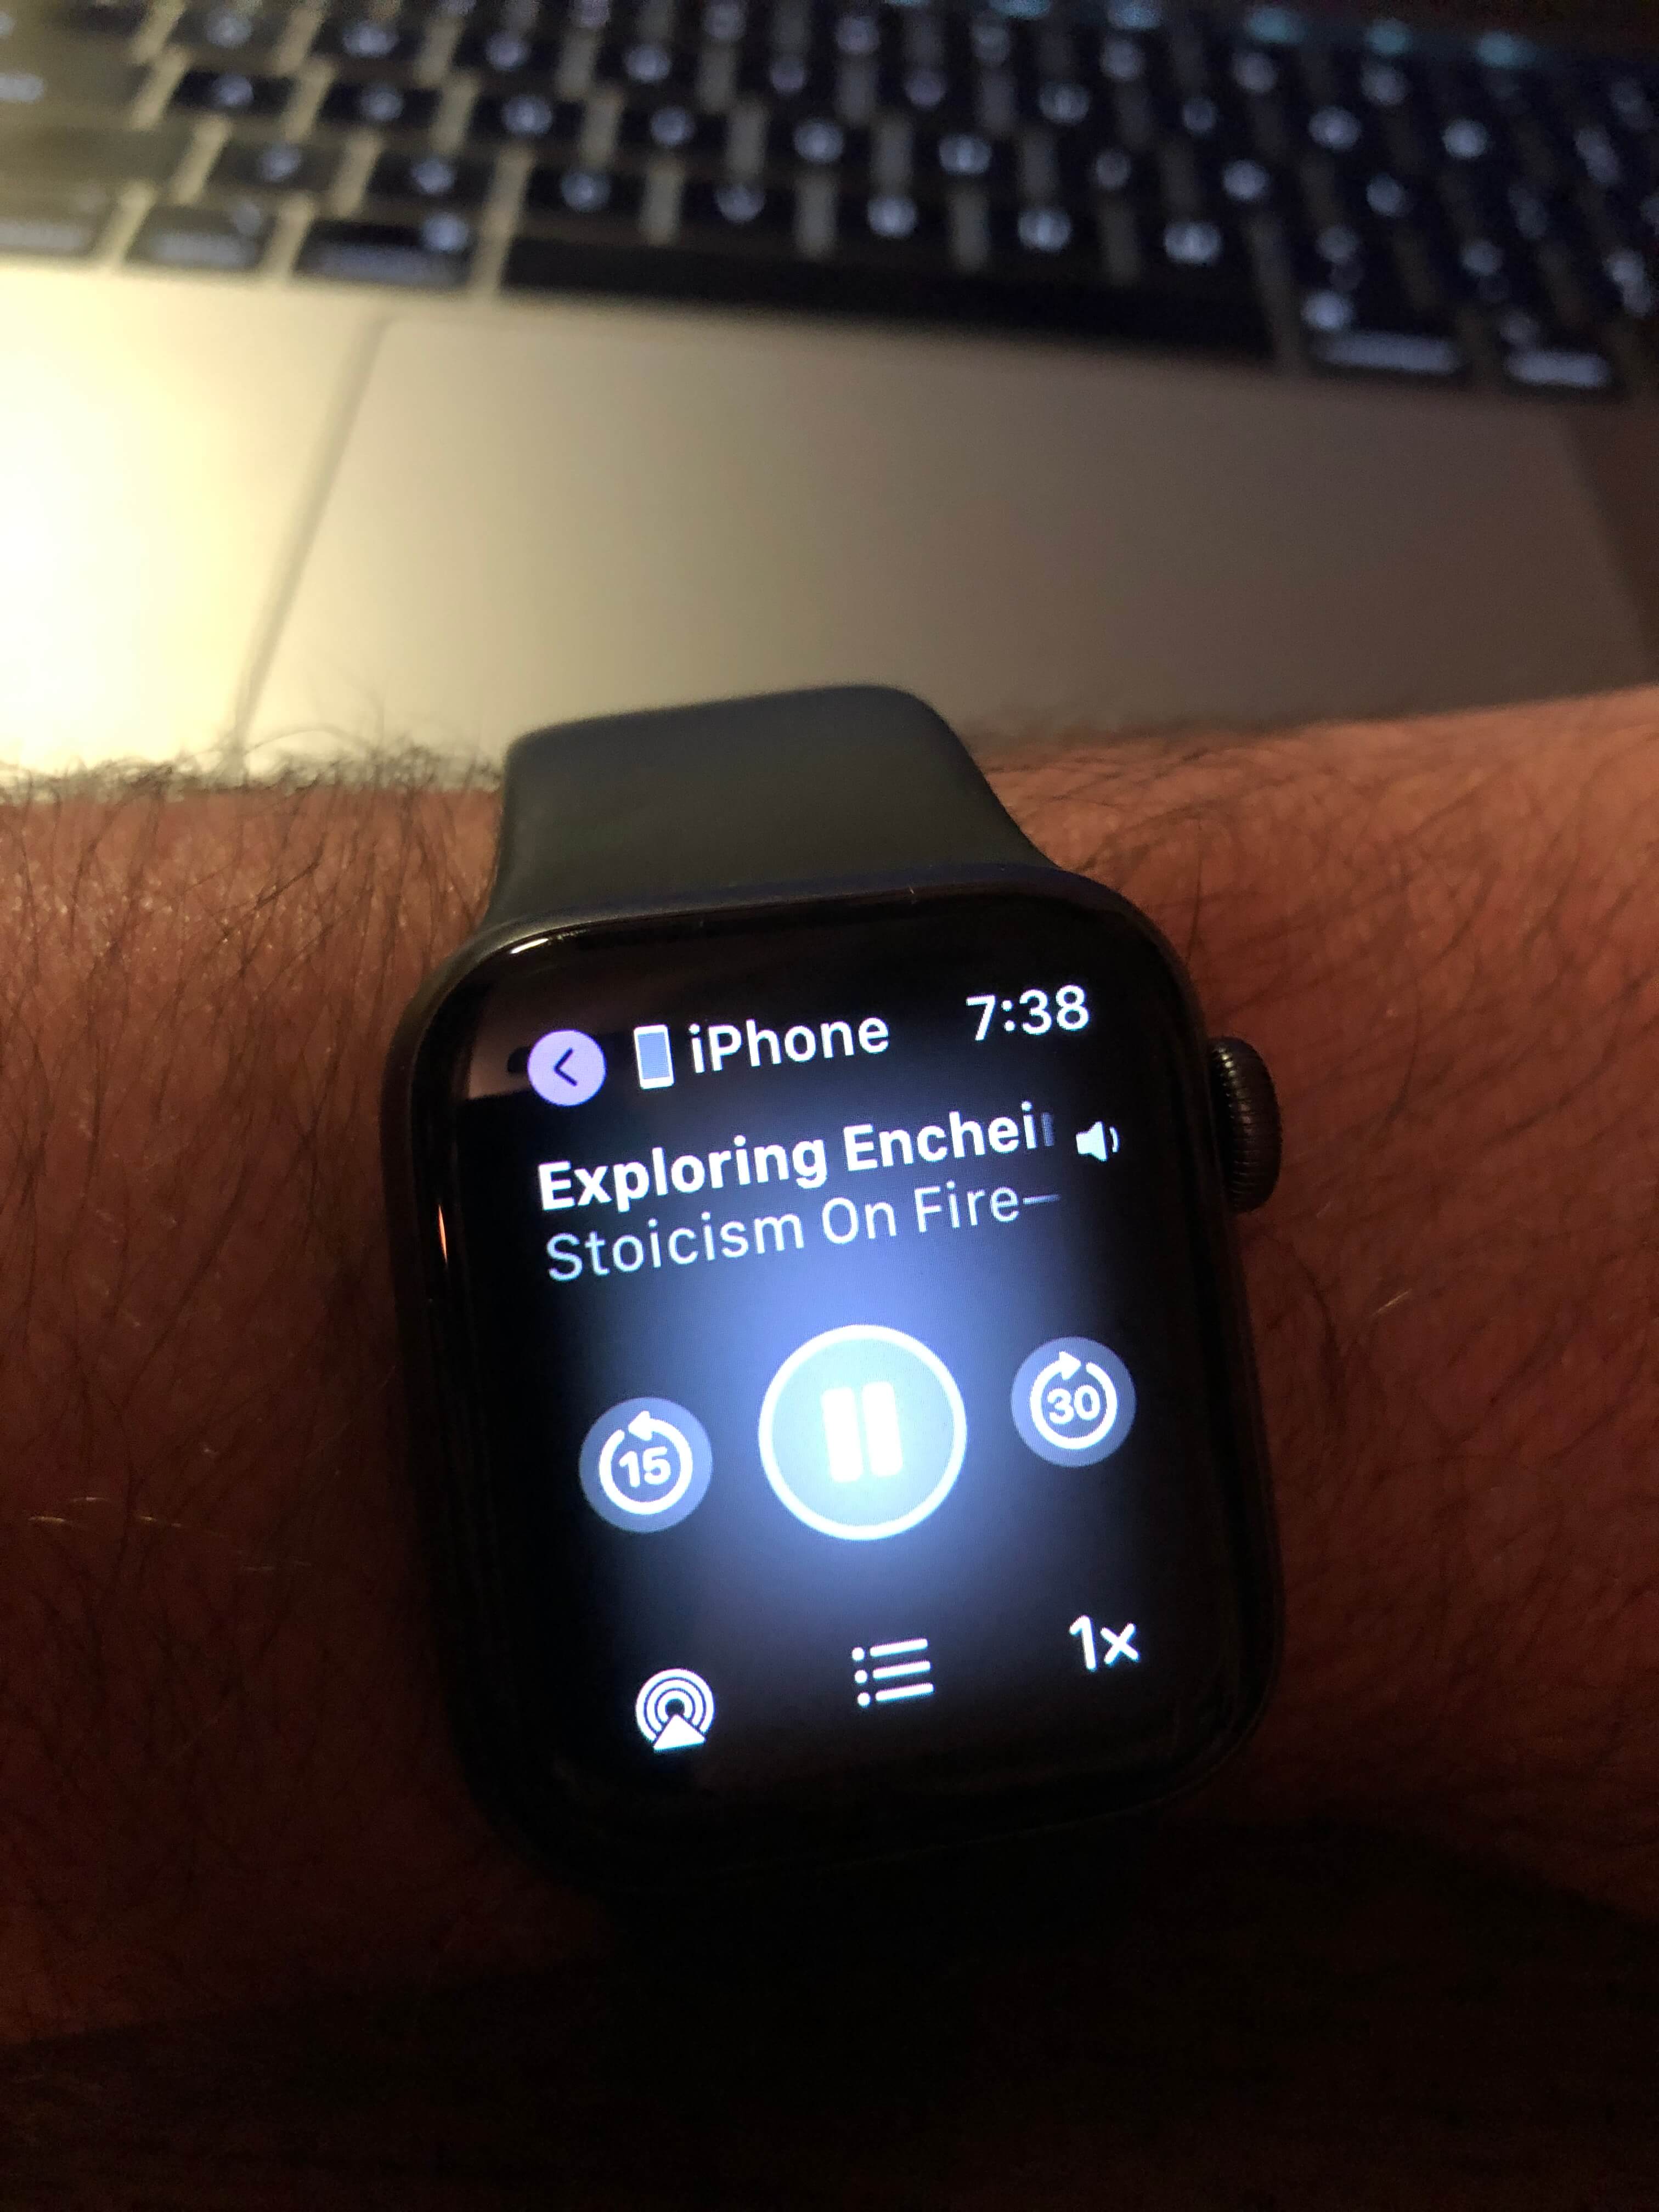 iPhone 7:38
Exploring Enchei
Stoicism On Fire—
15
30
1x